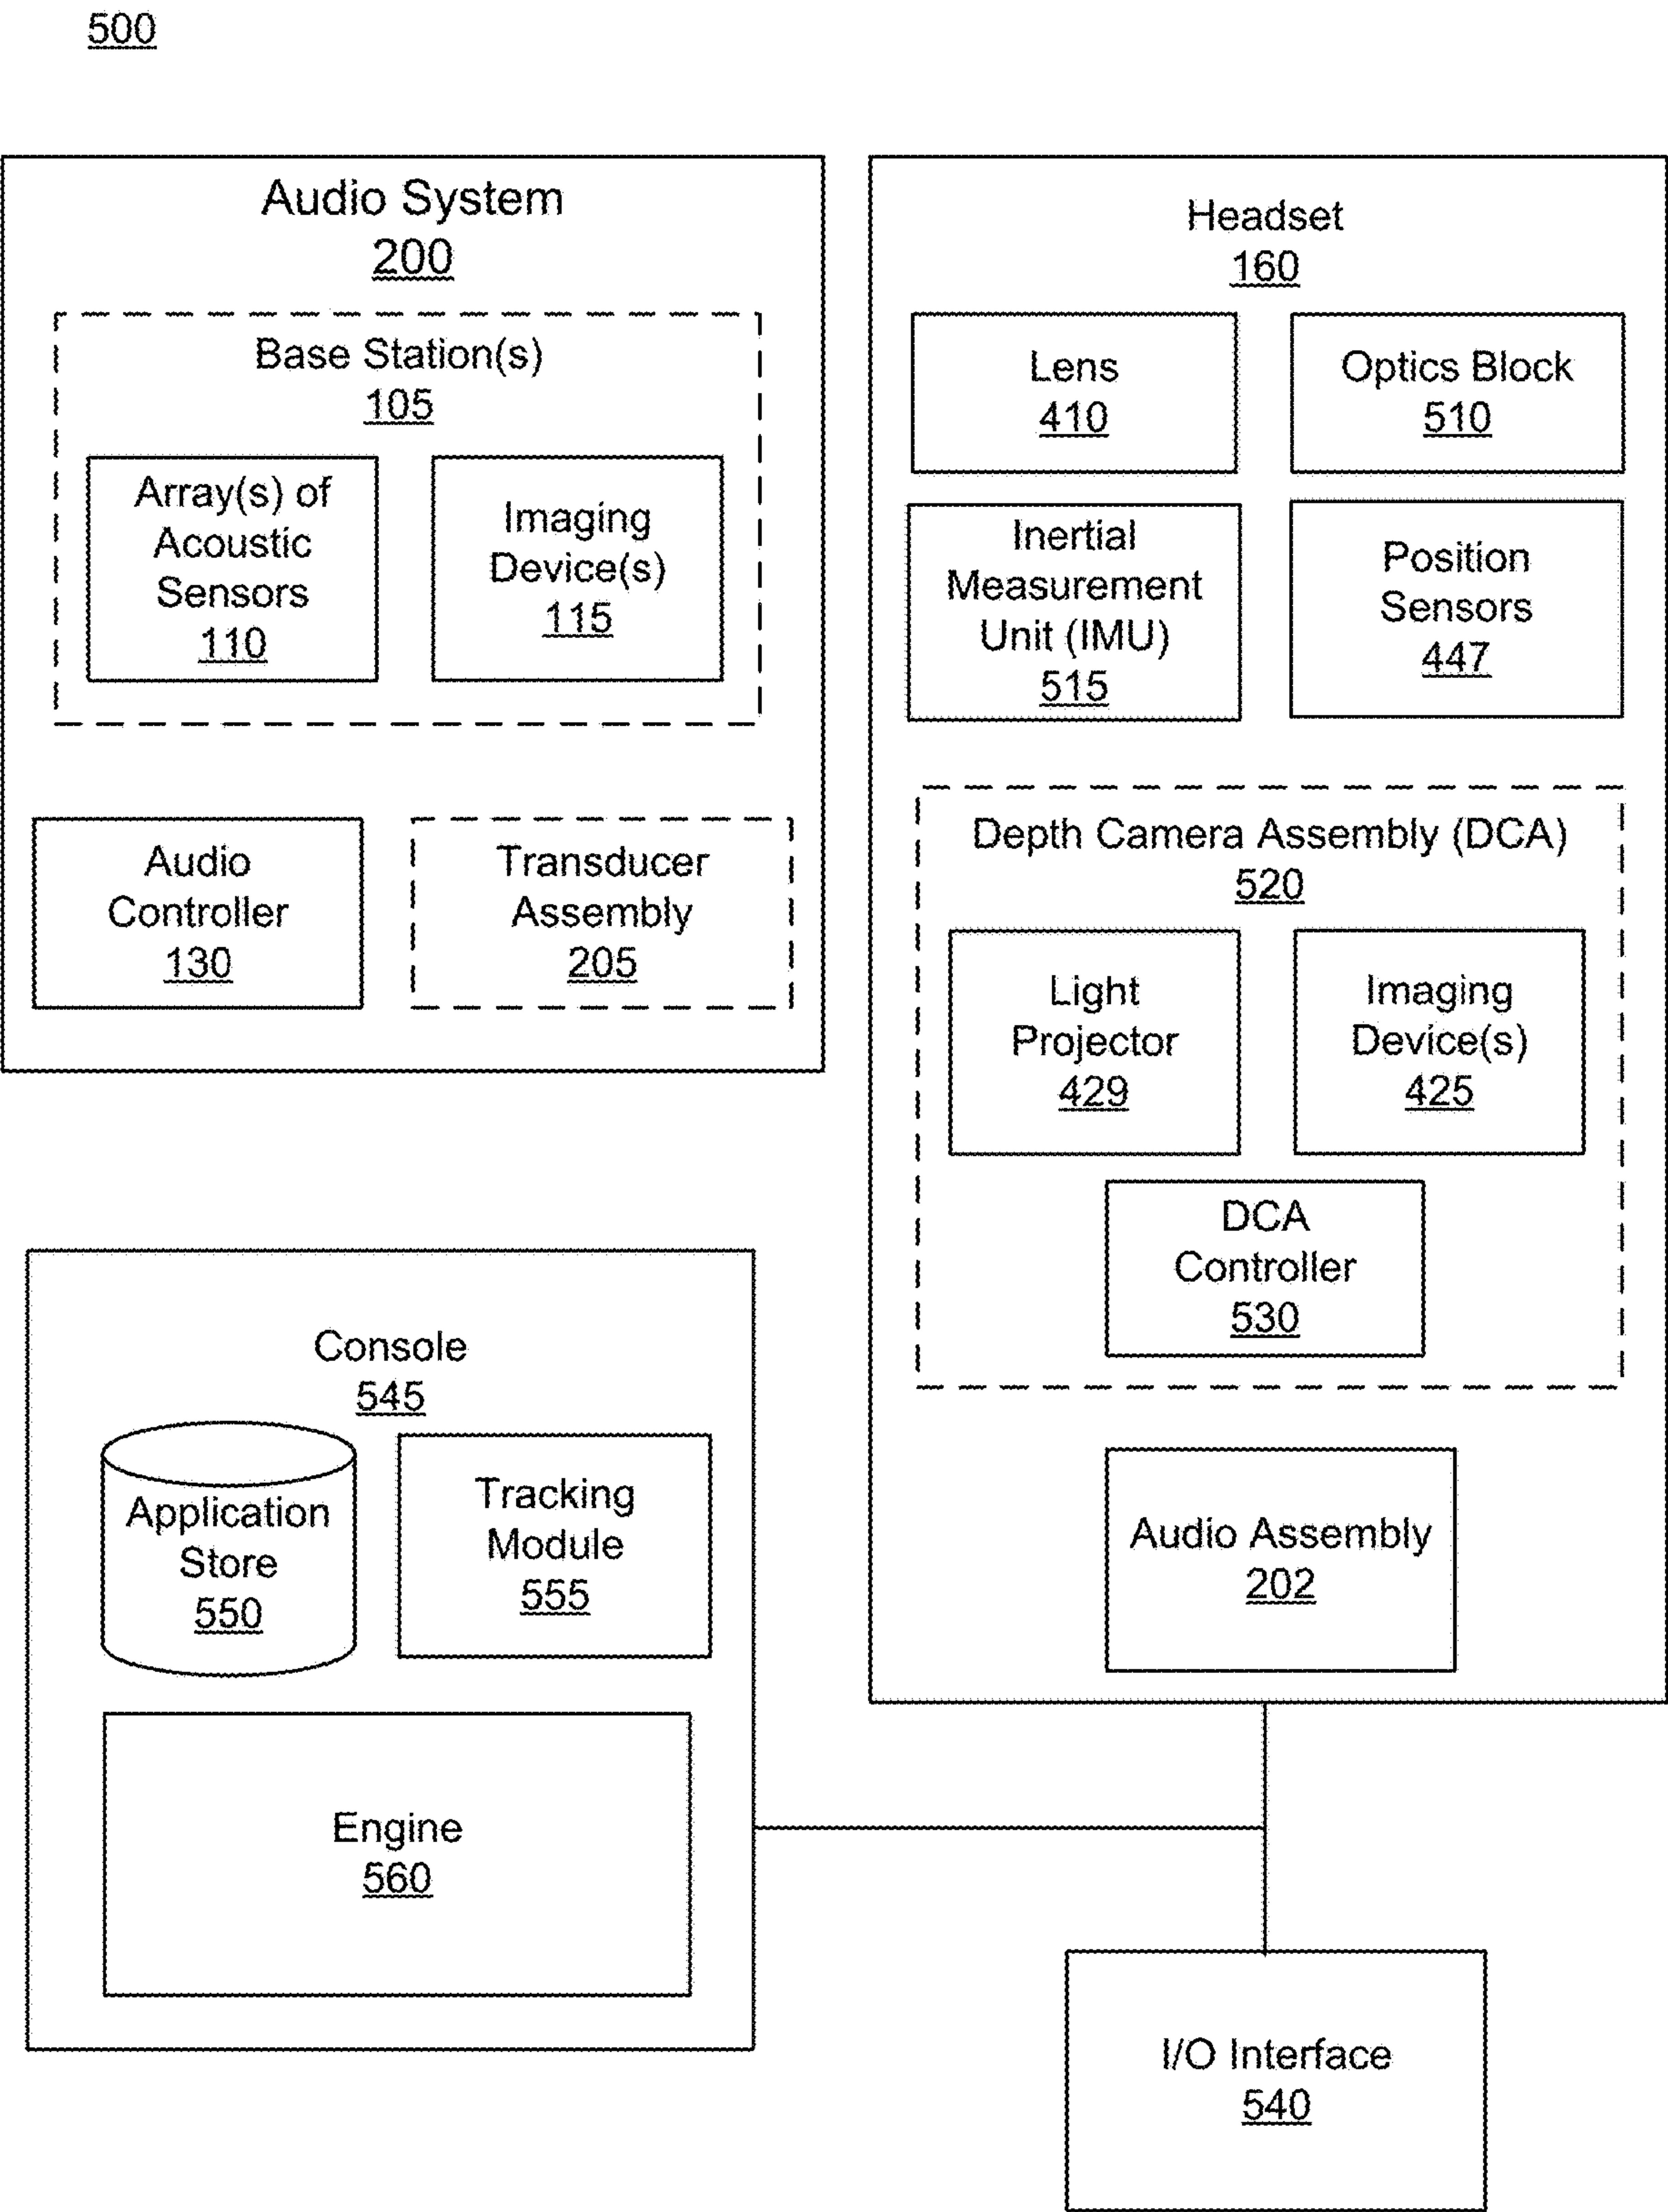 500
Audio System
200
Base Station(s)
105
Array(s) of
Acoustic
Sensors
110
Imaging
Device(s)
115
Audio
Controller
130
Transducer
Assembly
205
Headset
160
Lens
410
Optics Block
510
Inertial
Measurement
Unit (IMU)
515
Position
Sensors
447
Depth Camera Assembly (DCA)
520
Light
Projector
429
Imaging
Device(s)
425
DCA
Controller
530
Audio Assembly
202
Console
545
Application
Store
550
Tracking
Module
555
Engine
560
I/O Interface
540